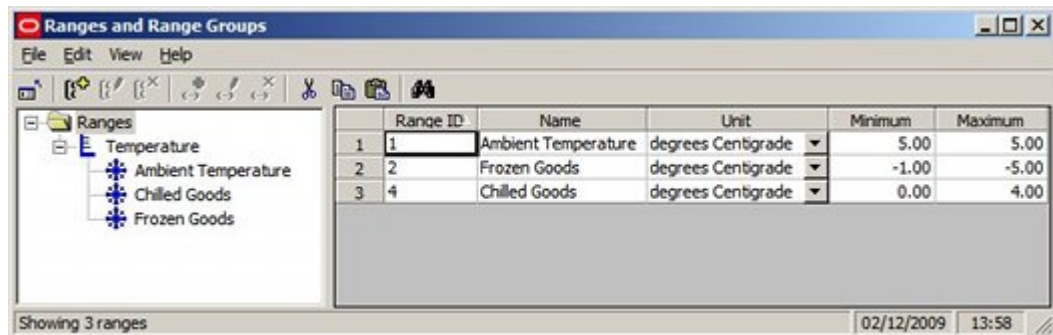 Ranges and Range Groups
File Edit View Help
Ranges
Temperature
Ambient Temperature
Chilled Goods
Frozen Goods
Range ID Name Unit Minimum Maximum
1 1 Ambient Temperature degrees Centigrade 5.00 5.00
2 2 Frozen Goods degrees Centigrade -1.00 -5.00
3 4 Chilled Goods degrees Centigrade 0.00 4.00
Showing 3 ranges 02/12/2009 13:58